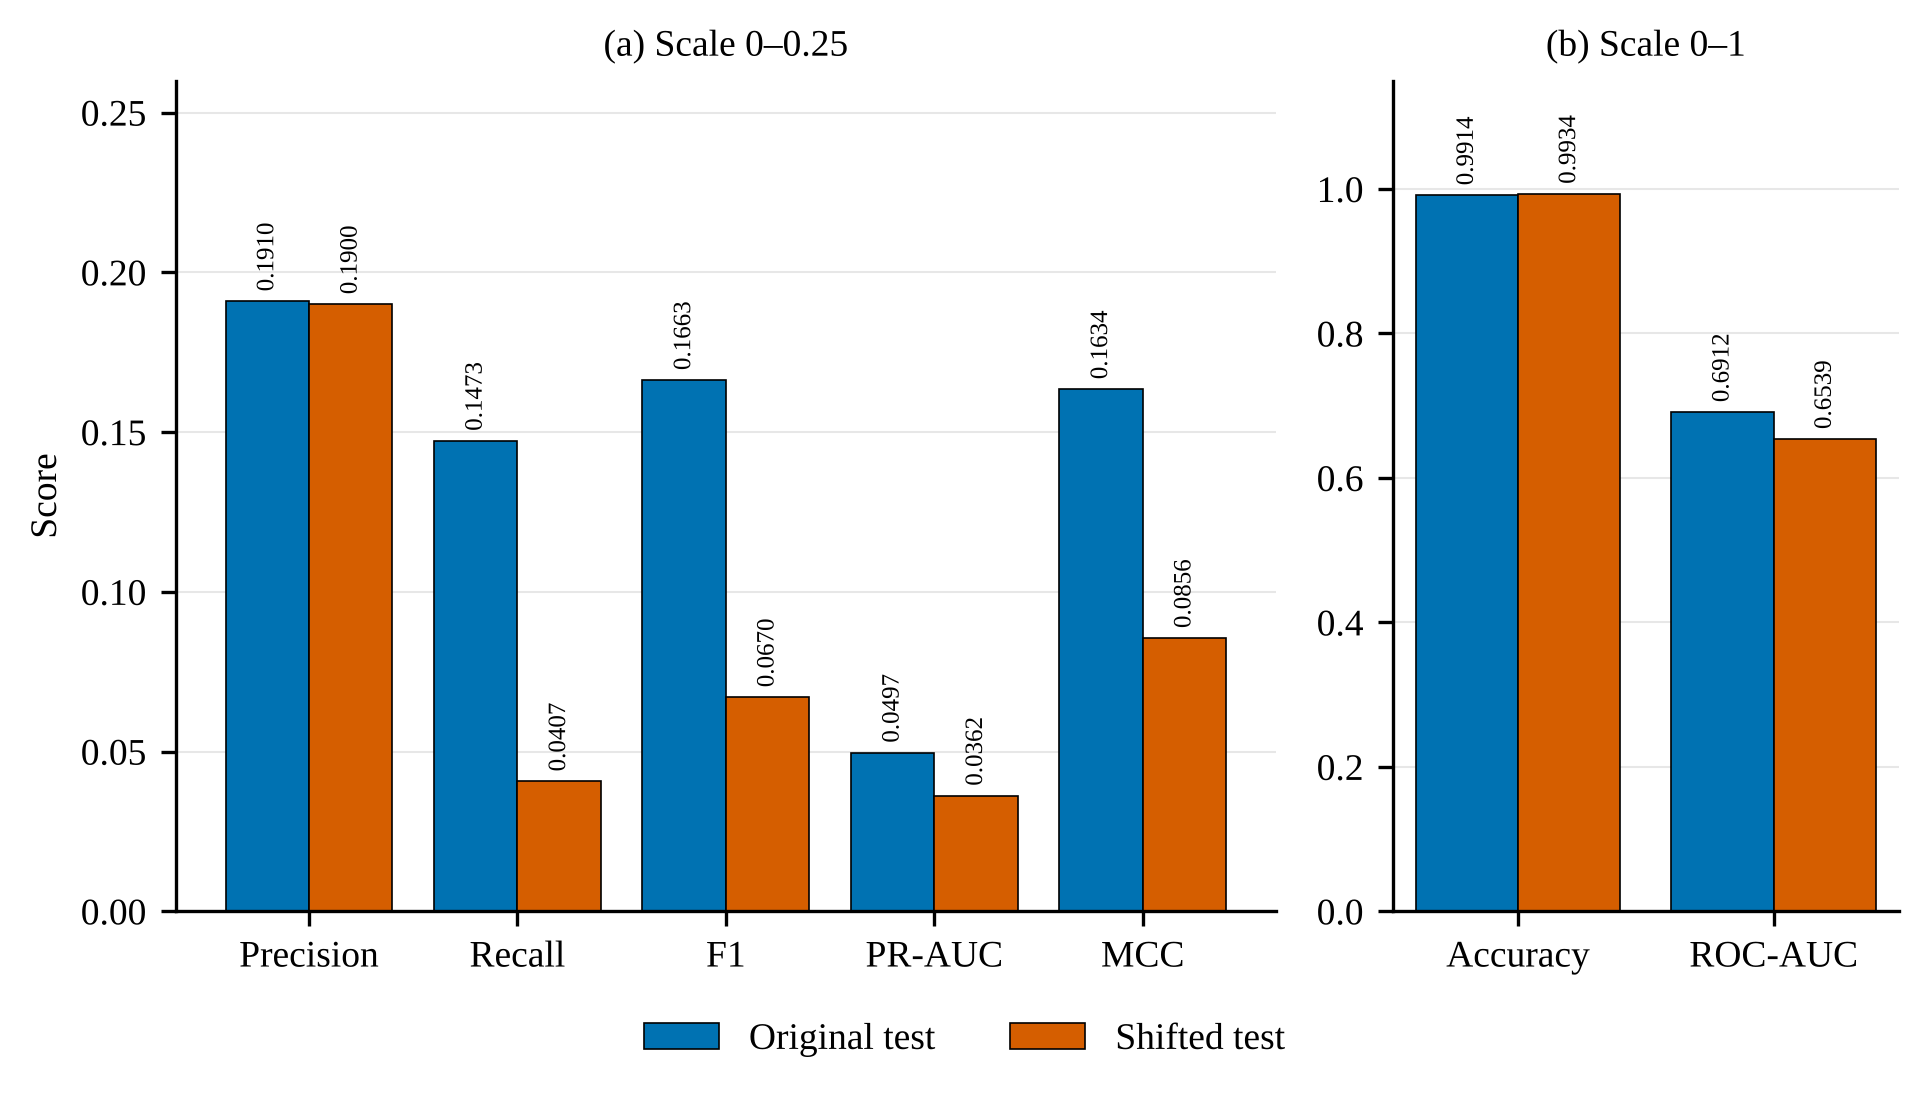 (a) Scale 0–0.25
(b) Scale 0–1
Score
0.25
0.20
0.15
0.10
0.05
0.00
0.1910
0.1900
0.1473
0.0407
0.1663
0.0670
0.0497
0.0362
0.1634
0.0856
Precision
Recall
F1
PR-AUC
MCC
1.0
0.8
0.6
0.4
0.2
0.0
0.9914
0.9934
0.6912
0.6539
Accuracy
ROC-AUC
Original test
Shifted test